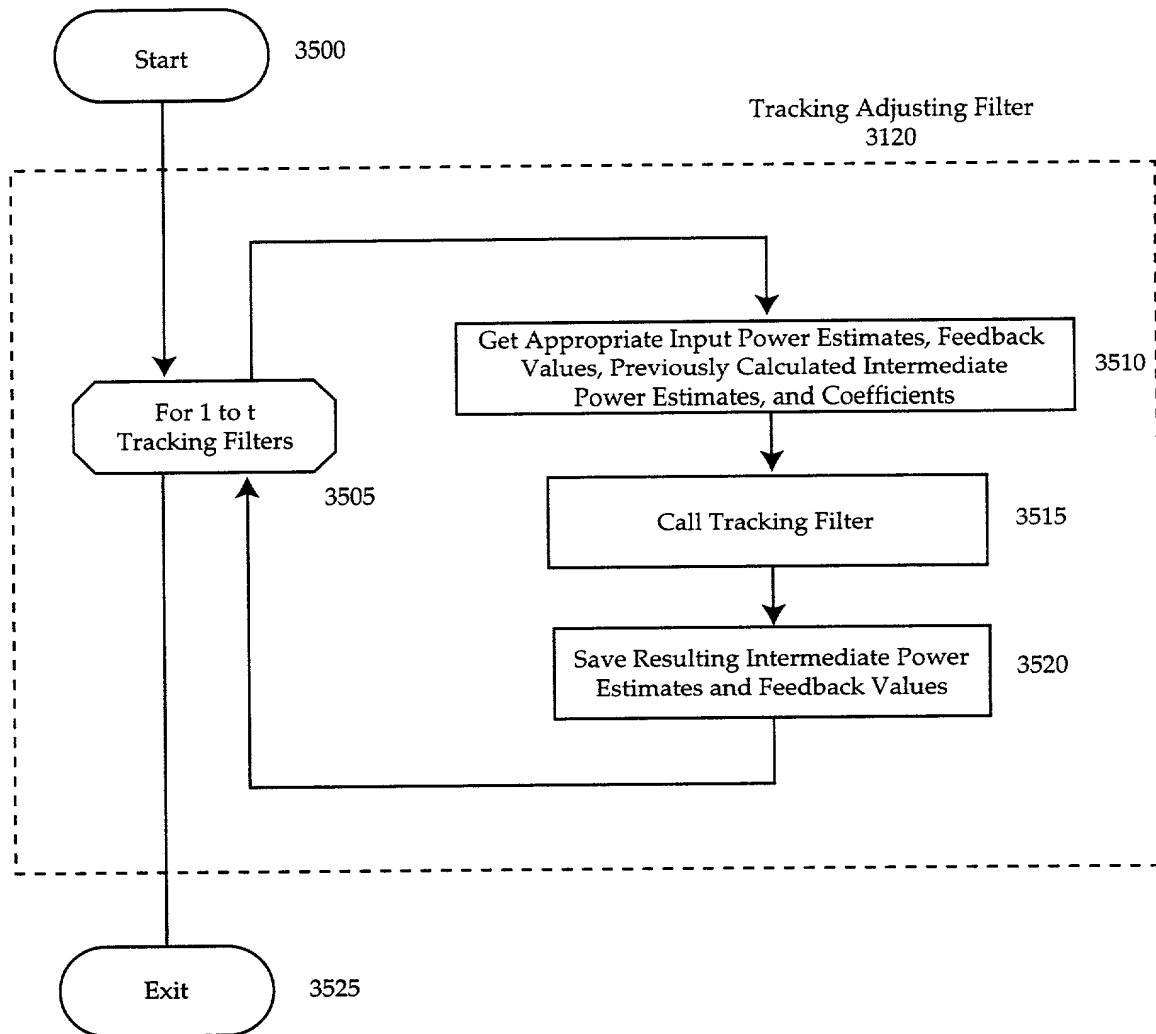 Start
3500
Tracking Adjusting Filter
3120
Get Appropriate Input Power Estimates, Feedback
Values, Previously Calculated Intermediate
Power Estimates, and Coefficients
3510
For 1 to t
Tracking Filters
3505
Call Tracking Filter
3515
Save Resulting Intermediate Power
Estimates and Feedback Values
3520
Exit
3525